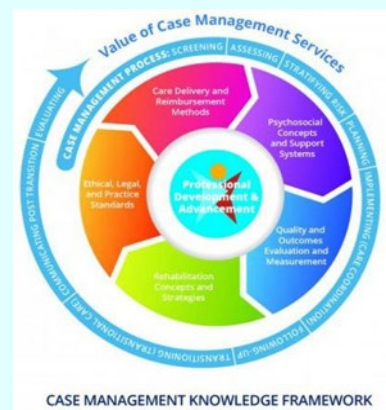 Value of Case Management Services
CASE MANAGEMENT PROCESS: SCREENING
ASSESSING
STRATIFYING RISK
PLANNING
IMPLEMENTING (CARE COORDINATION)
FOLLOWING-UP
TRANSITIONING (TRANSITIONAL CARE)
COMMUNICATING POST TRANSITION
EVALUATING
Care Delivery and
Reimbursement
Methods
Psychosocial
Concepts
and Support
Systems
Quality and
Outcomes
Evaluation and
Measurement
Rehabilitation
Concepts and
Strategies
Ethical, Legal,
and Practice
Standards
Professional
Development &
Advancement
CASE MANAGEMENT KNOWLEDGE FRAMEWORK